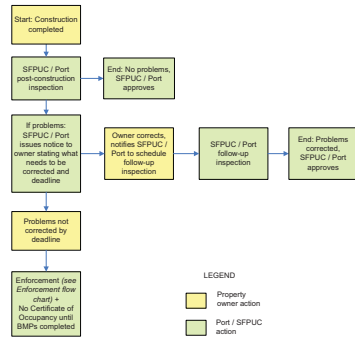 Start: Construction
completed
SFPUC / Port
post-construction
inspection
End: No problems,
SFPUC / Port
approves
If problems:
SFPUC / Port
issues notice to
owner stating what
needs to be
corrected and
deadline
Owner corrects,
notifies SFPUC /
Port to schedule
follow-up
inspection
SFPUC / Port
follow-up
inspection
End: Problems
corrected,
SFPUC / Port
approves
Problems not
corrected by
deadline
Enforcement (see
Enforcement flow
chart) +
No Certificate of
Occupancy until
BMPs completed
LEGEND
Property
owner action
Port / SFPUC
action